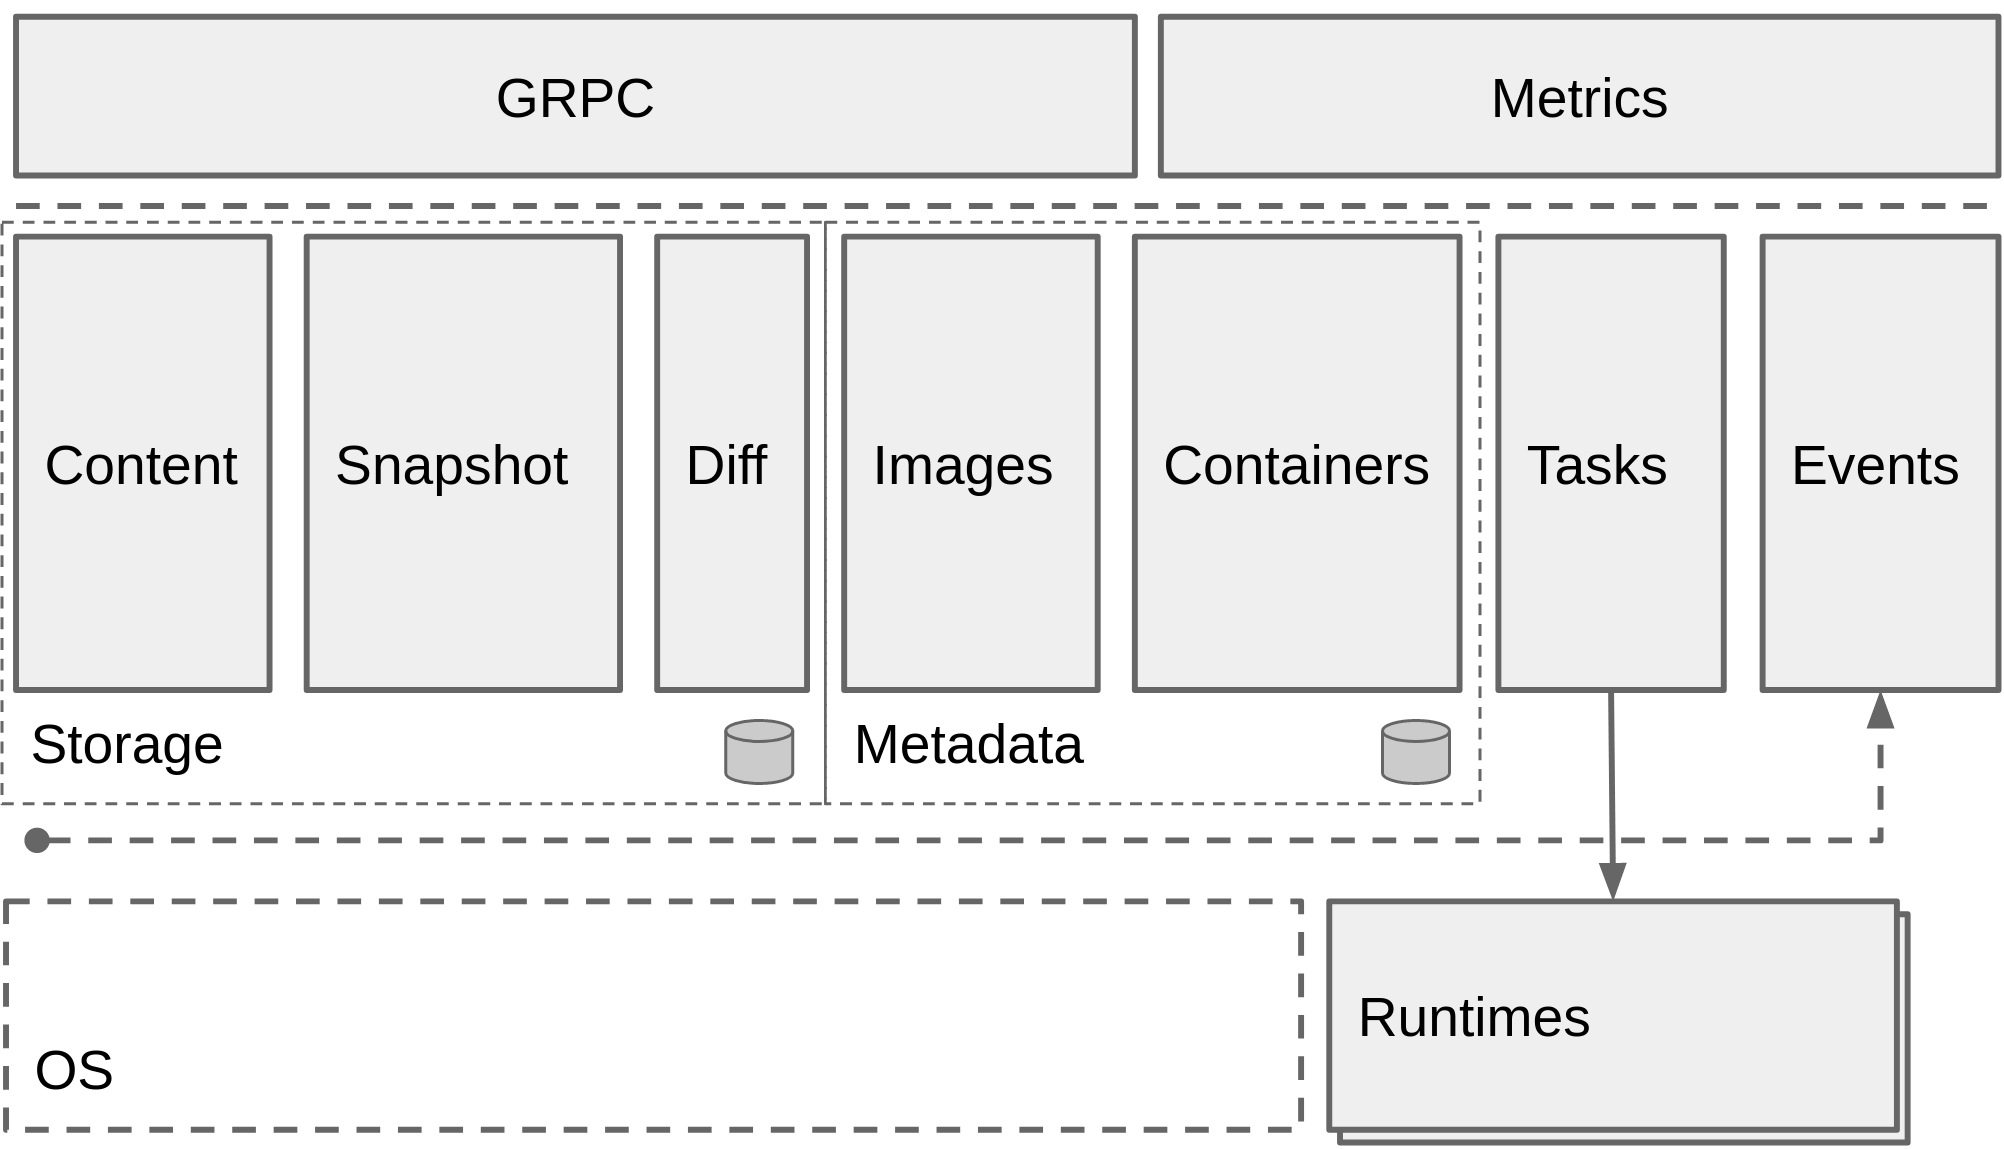 GRPC
Metrics
Content
Snapshot
Diff
Images
Containers
Tasks
Events
Storage
Metadata
Runtimes
OS